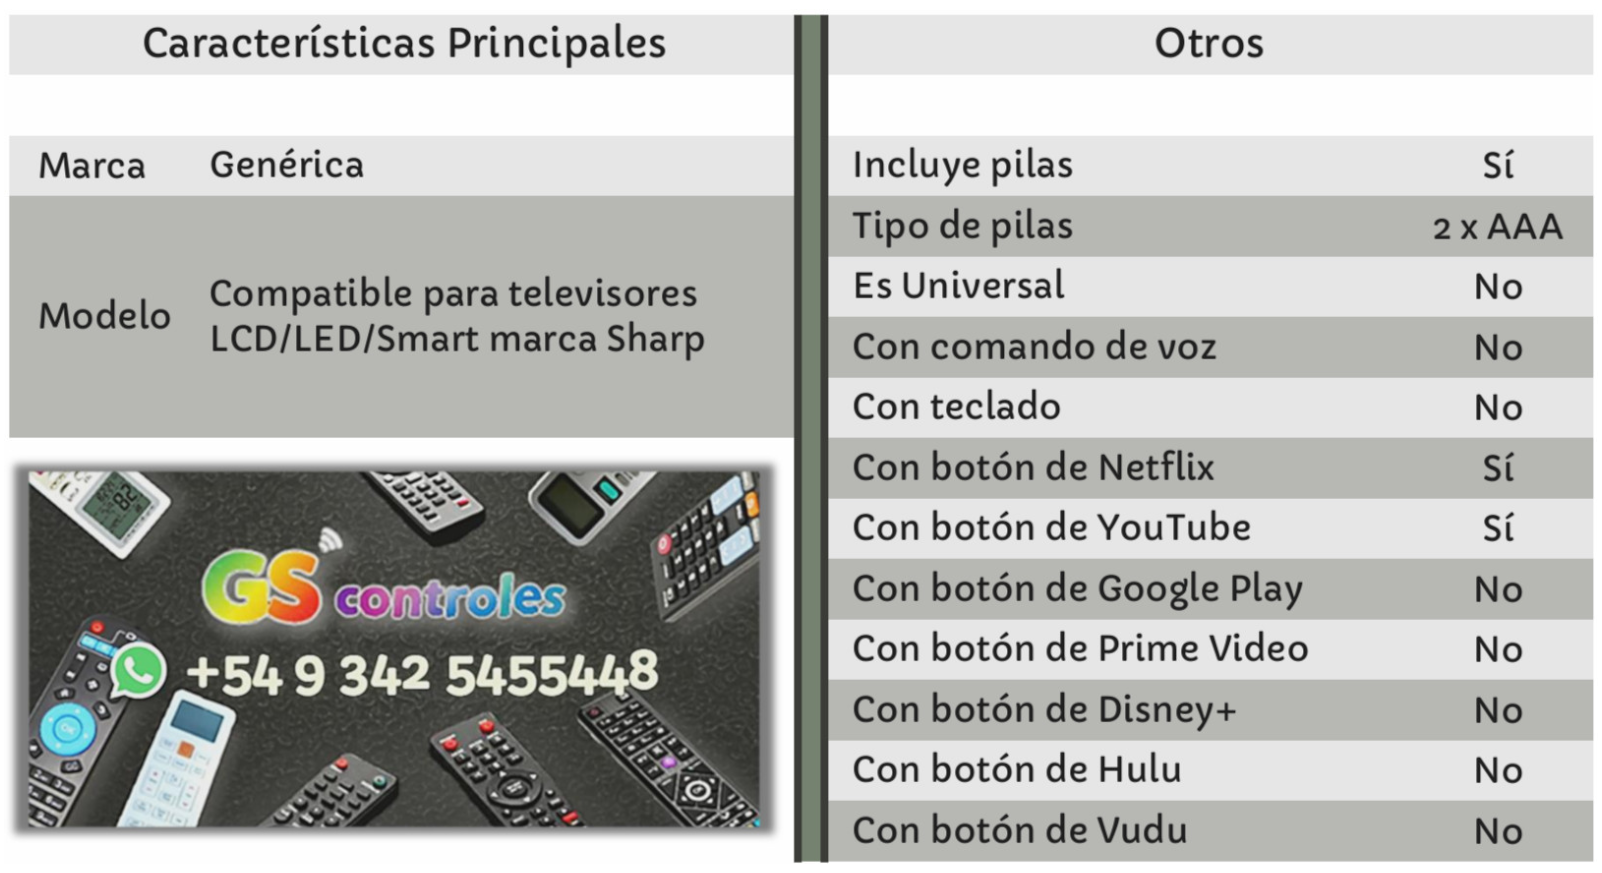 Características Principales
Marca Genérica
Modelo Compatible para televisores
LCD/LED/Smart marca Sharp
GS controles
+54 9 342 5455448
Otros
Incluye pilas Sí
Tipo de pilas 2 x AAA
Es Universal No
Con comando de voz No
Con teclado No
Con botón de Netflix Sí
Con botón de YouTube Sí
Con botón de Google Play No
Con botón de Prime Video No
Con botón de Disney+ No
Con botón de Hulu No
Con botón de Vudu No